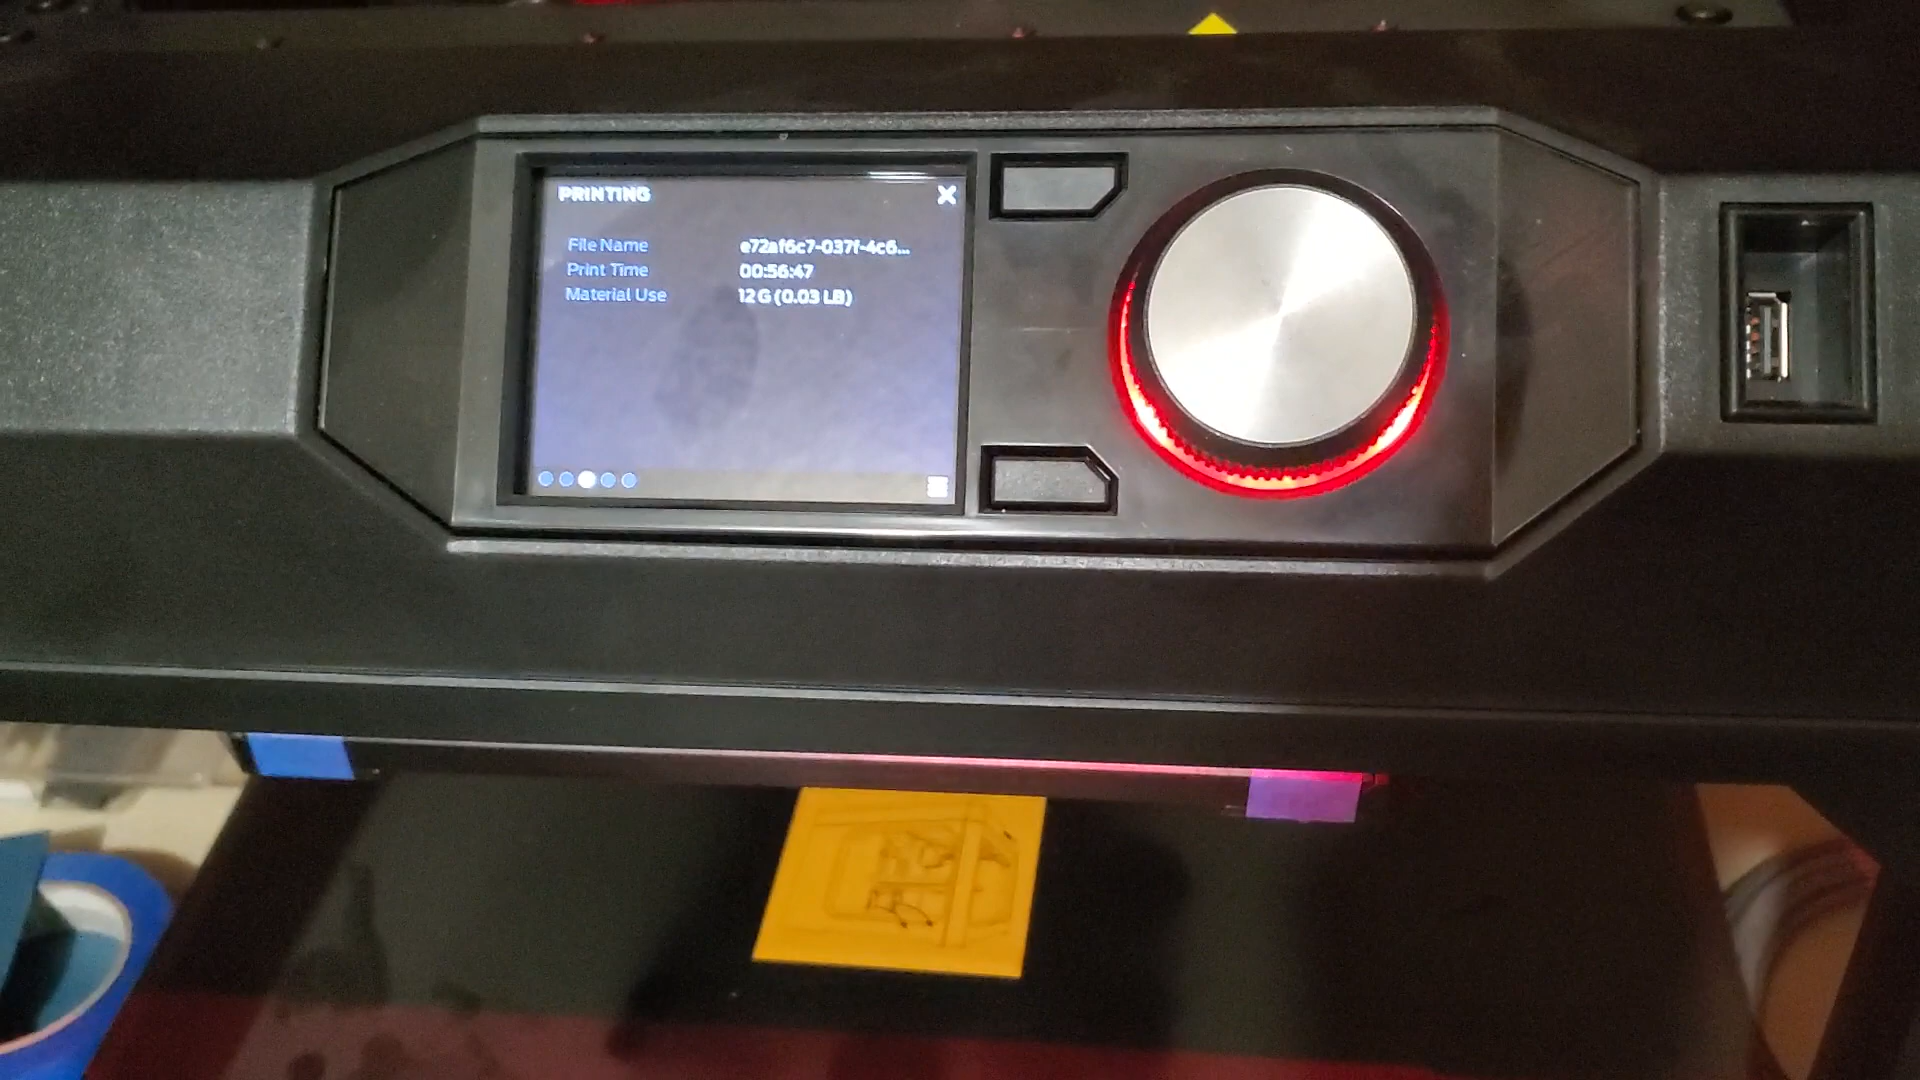 PRINTING
File Name e72af6c7-037f-4c6...
Print Time 00:56:47
Material Use 12 G (0.03 LB)